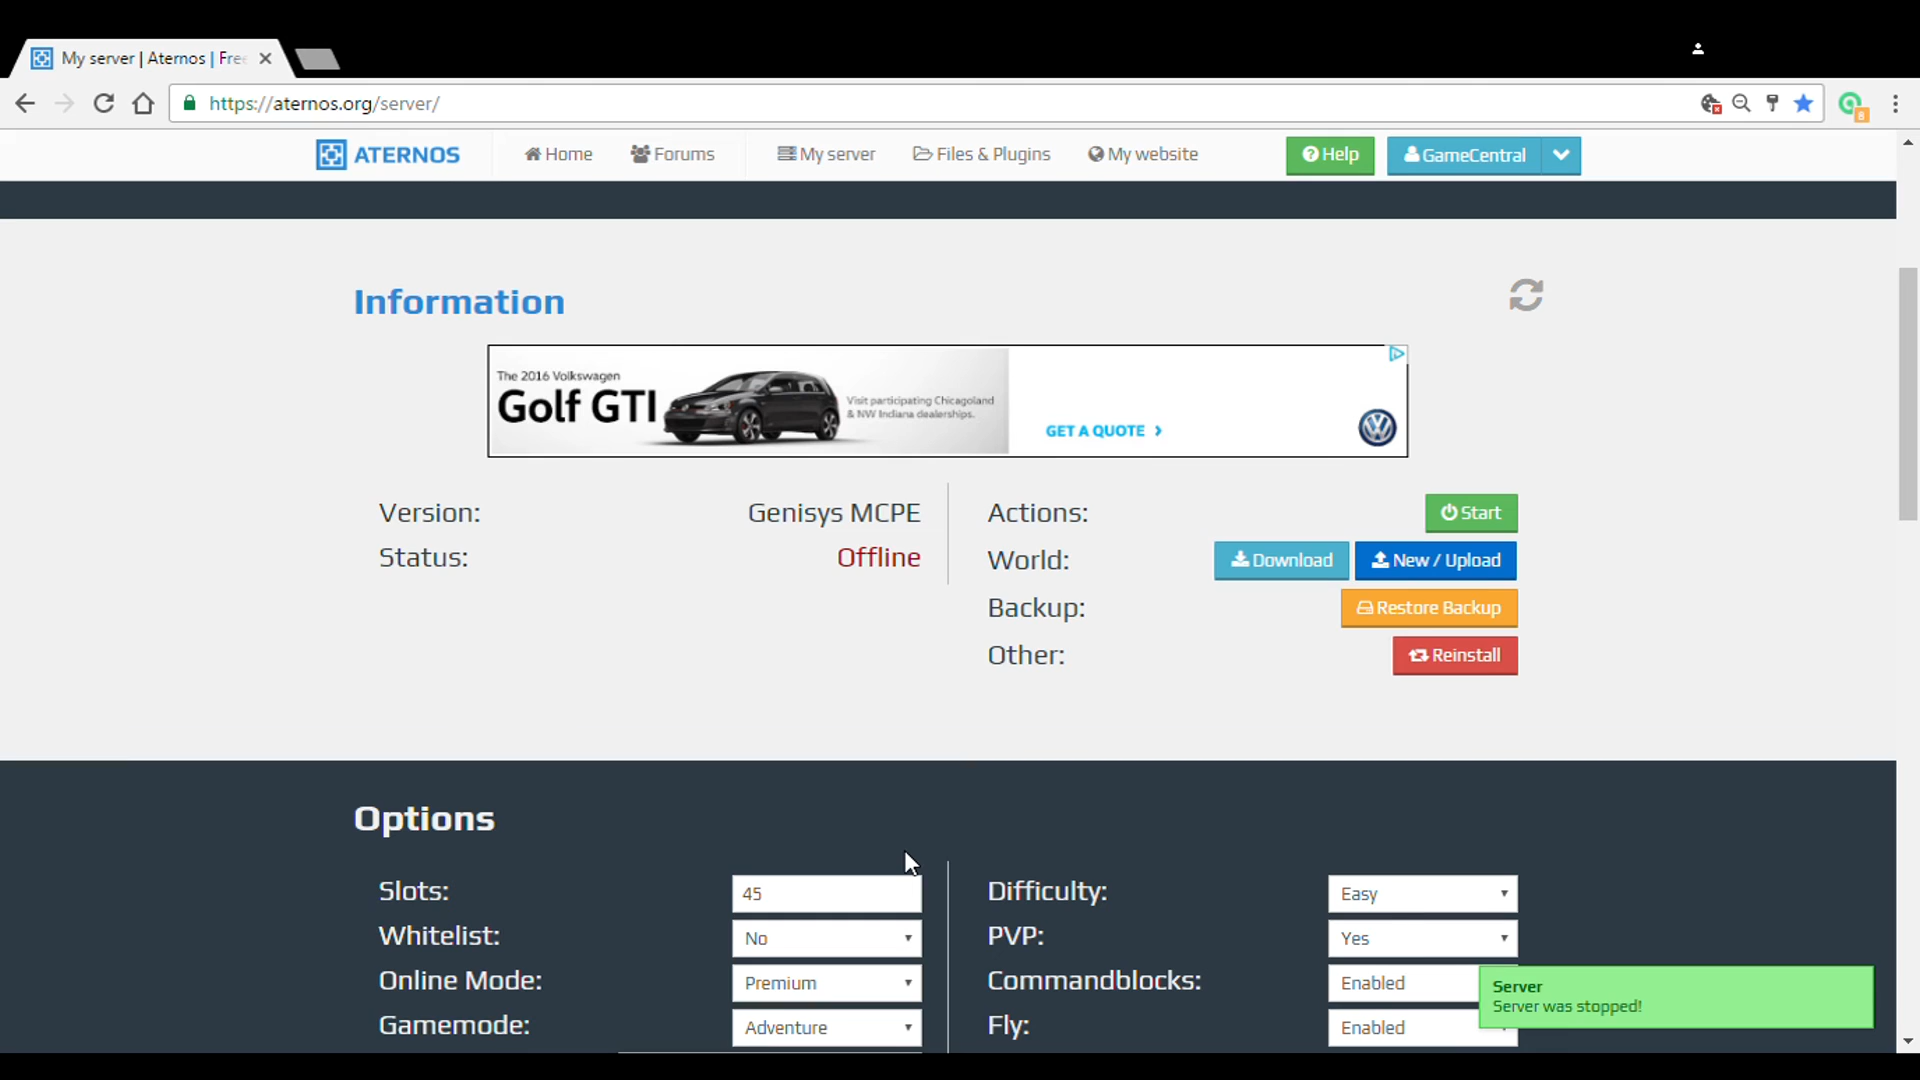 My server | Aternos | Free
https://aternos.org/server/
8
ATERNOS
Home
Forums
My server
Files & Plugins
My website
Help
GameCentral
Information
The 2016 Volkswagen
Golf GTI
Visit participating Chicagoland
& NW Indiana dealerships.
GET A QUOTE
Version:
Genisys MCPE
Status:
Offline
Actions:
Start
World:
Download
New / Upload
Backup:
Restore Backup
Other:
Reinstall
Options
Slots:
45
Whitelist:
No
Online Mode:
Premium
Gamemode:
Adventure
Difficulty:
Easy
PVP:
Yes
Commandblocks:
Enabled
Fly:
Enabled
Server
Server was stopped!